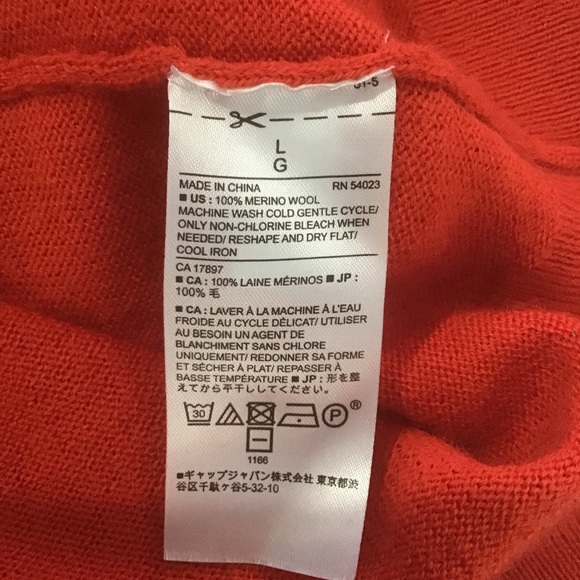 51-5
L
G
MADE IN CHINA RN 54023
■ US : 100% MERINO WOOL
MACHINE WASH COLD GENTLE CYCLE/
ONLY NON-CHLORINE BLEACH WHEN
NEEDED/ RESHAPE AND DRY FLAT/
COOL IRON
CA 17897
■ CA : 100% LAINE MÉRINOS ■ JP :
100% 毛
■ CA : LAVER À LA MACHINE À L'EAU
FROIDE AU CYCLE DÉLICAT/ UTILISER
AU BESOIN UN AGENT DE
BLANCHIMENT SANS CHLORE
UNIQUEMENT/ REDONNER SA FORME
ET SÉCHER À PLAT/ REPASSER À
BASSE TEMPÉRATURE ■ JP : 形を整
えてから平干ししてください。
30 P ®
1166
■ギャップジャパン株式会社 東京都渋
谷区千駄ヶ谷5-32-10